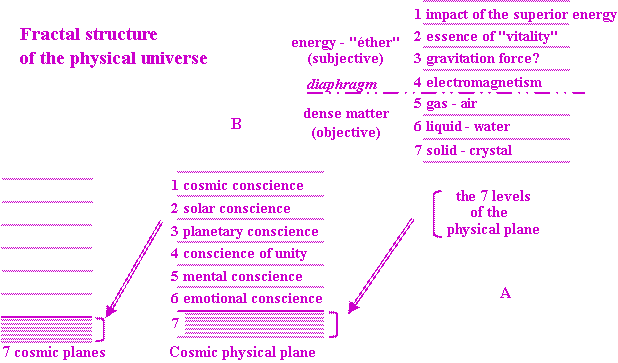 Fractal structure
of the physical universe
energy - "éther"
(subjective)
diaphragm
dense matter
(objective)
1 impact of the superior energy
2 essence of "vitality"
3 gravitation force?
4 electromagnetism
5 gas - air
6 liquid - water
7 solid - crystal
B
1 cosmic conscience
2 solar conscience
3 planetary conscience
4 conscience of unity
5 mental conscience
6 emotional conscience
7
the 7 levels
of the
physical plane
A
7 cosmic planes
Cosmic physical plane